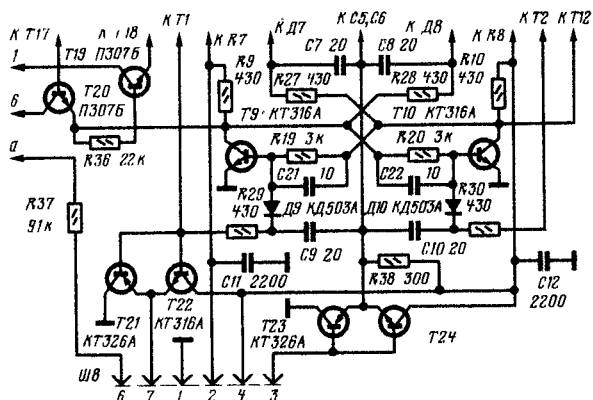 К Т17 К Т18 К Т1 К R7 К Д7 К С5,С6 К Д8 К R8 К Т2 К Т12
1 Т19 R9 430 С7 20 С8 20 R10 430
Т20 П307Б П307Б R27 430 R28 430
6 Т9 КТ316А Т10 КТ316А
R36 22к R19 3к R20 3к
а С21 10 С22 10
R37 91к R29 430 Д9 КД503А Д10 КД503А R30 430
С9 20 С10 20
С11 2200 R38 300 С12 2200
Т21 КТ326А Т22 КТ316А Т23 КТ326А Т24
Ш8
6 7 1 2 4 3